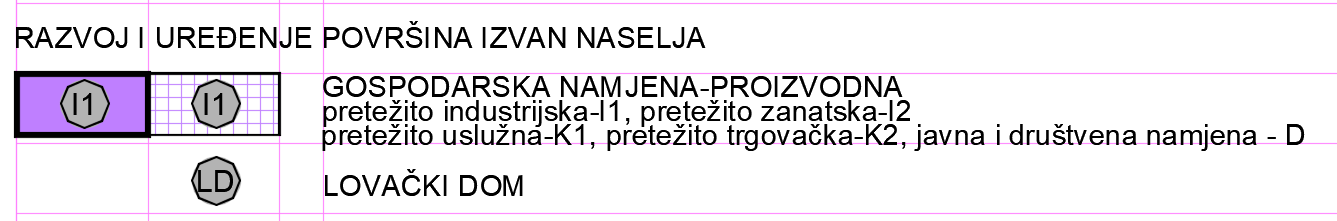 RAZVOJ I UREĐENJE POVRŠINA IZVAN NASELJA
I1 I1 GOSPODARSKA NAMJENA-PROIZVODNA
pretežito industrijska-I1, pretežito zanatska-I2
pretežito uslužna-K1, pretežito trgovačka-K2, javna i društvena namjena - D
LD LOVAČKI DOM